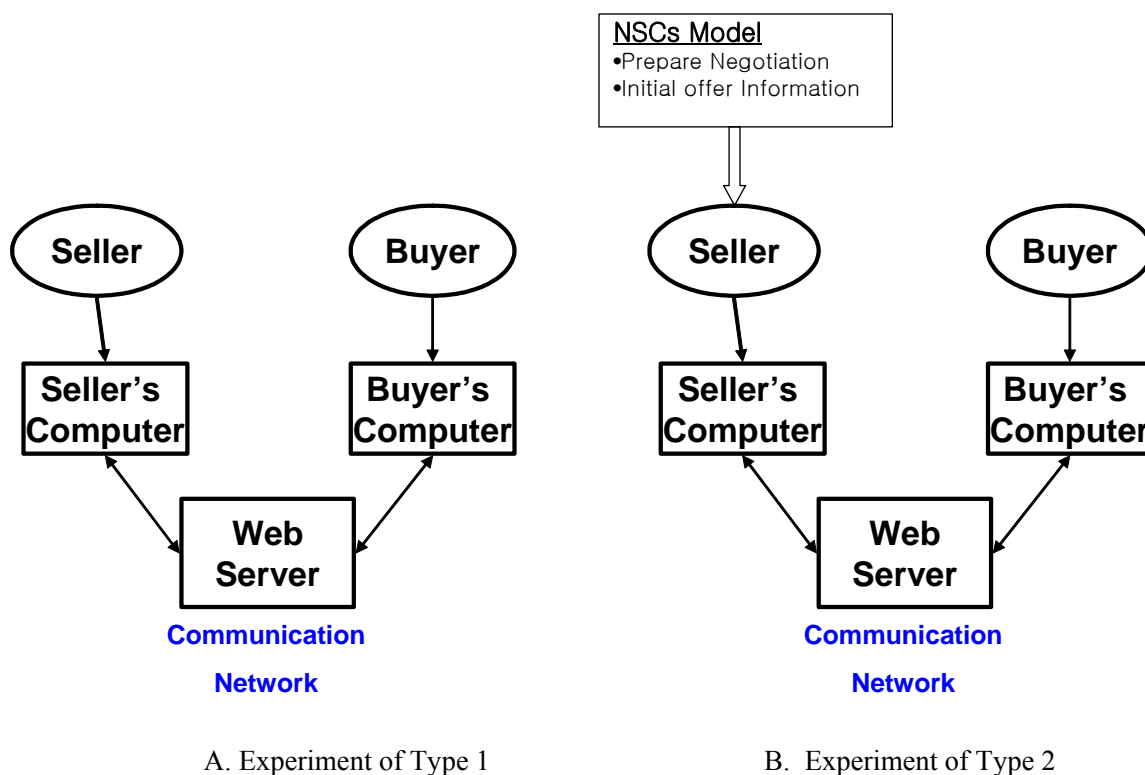 NSCs Model
•Prepare Negotiation
•Initial offer Information
Seller
Buyer
Seller's
Computer
Buyer's
Computer
Web
Server
Communication
Network
A. Experiment of Type 1
Seller
Buyer
Seller's
Computer
Buyer's
Computer
Web
Server
Communication
Network
B. Experiment of Type 2